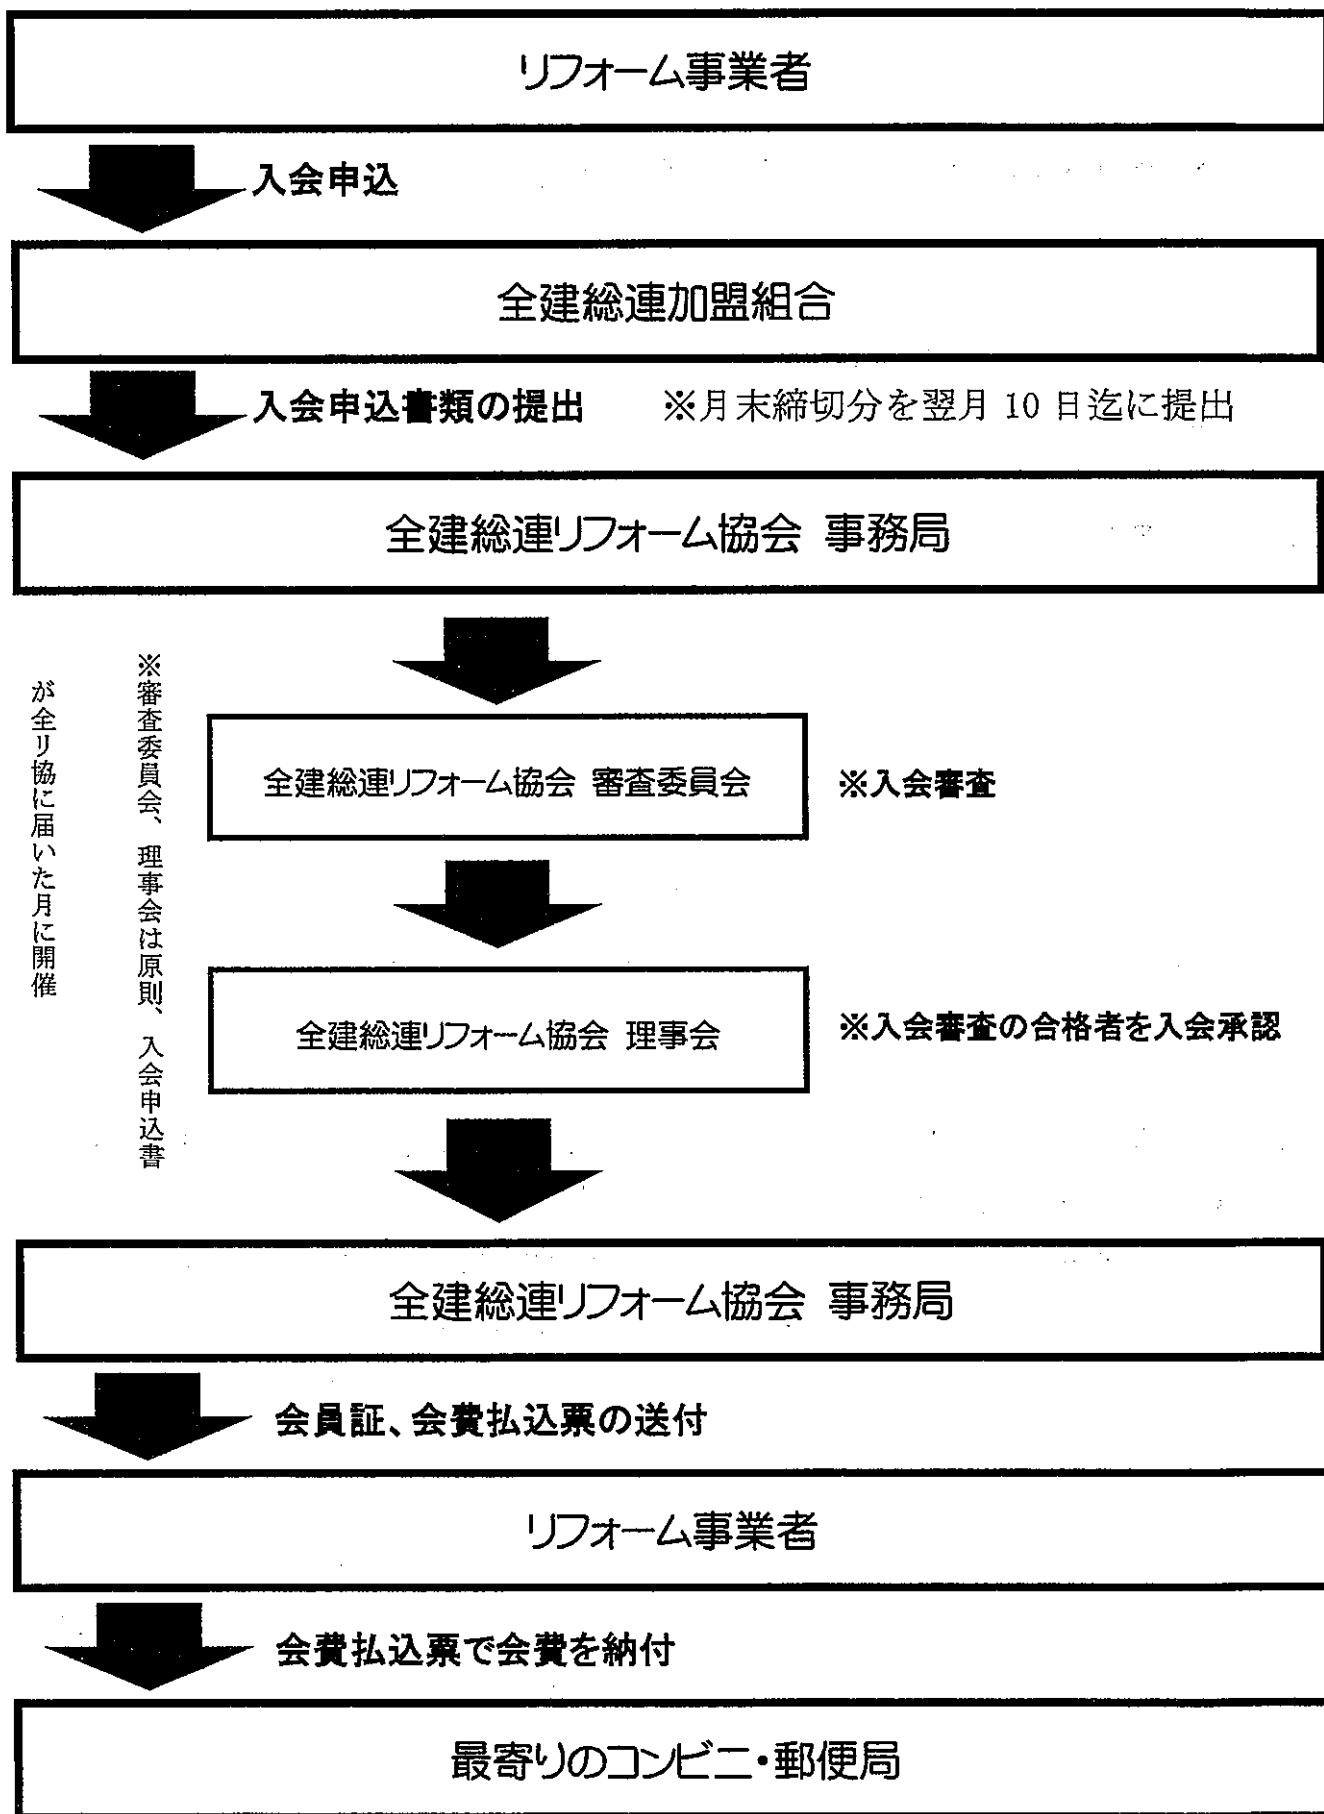 リフォーム事業者
入会申込
全建総連加盟組合
入会申込書類の提出　※月末締切分を翌月 10 日迄に提出
全建総連リフォーム協会 事務局
※審査委員会、理事会は原則、入会申込書
が全リ協に届いた月に開催
全建総連リフォーム協会 審査委員会
※入会審査
全建総連リフォーム協会 理事会
※入会審査の合格者を入会承認
全建総連リフォーム協会 事務局
会員証、会費払込票の送付
リフォーム事業者
会費払込票で会費を納付
最寄りのコンビニ・郵便局